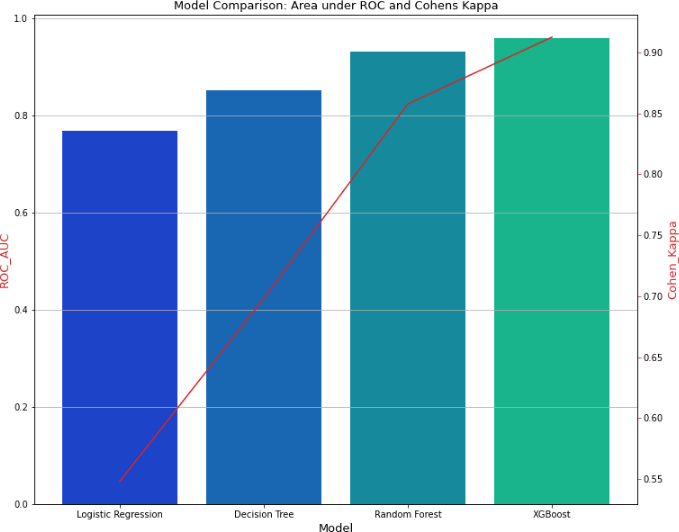 Model Comparison: Area under ROC and Cohens Kappa
1.0
0.8
0.6
0.4
0.2
0.0
ROC_AUC
0.90
0.85
0.80
0.75
0.70
0.65
0.60
0.55
Cohen_Kappa
Logistic Regression
Decision Tree
Random Forest
XGBoost
Model